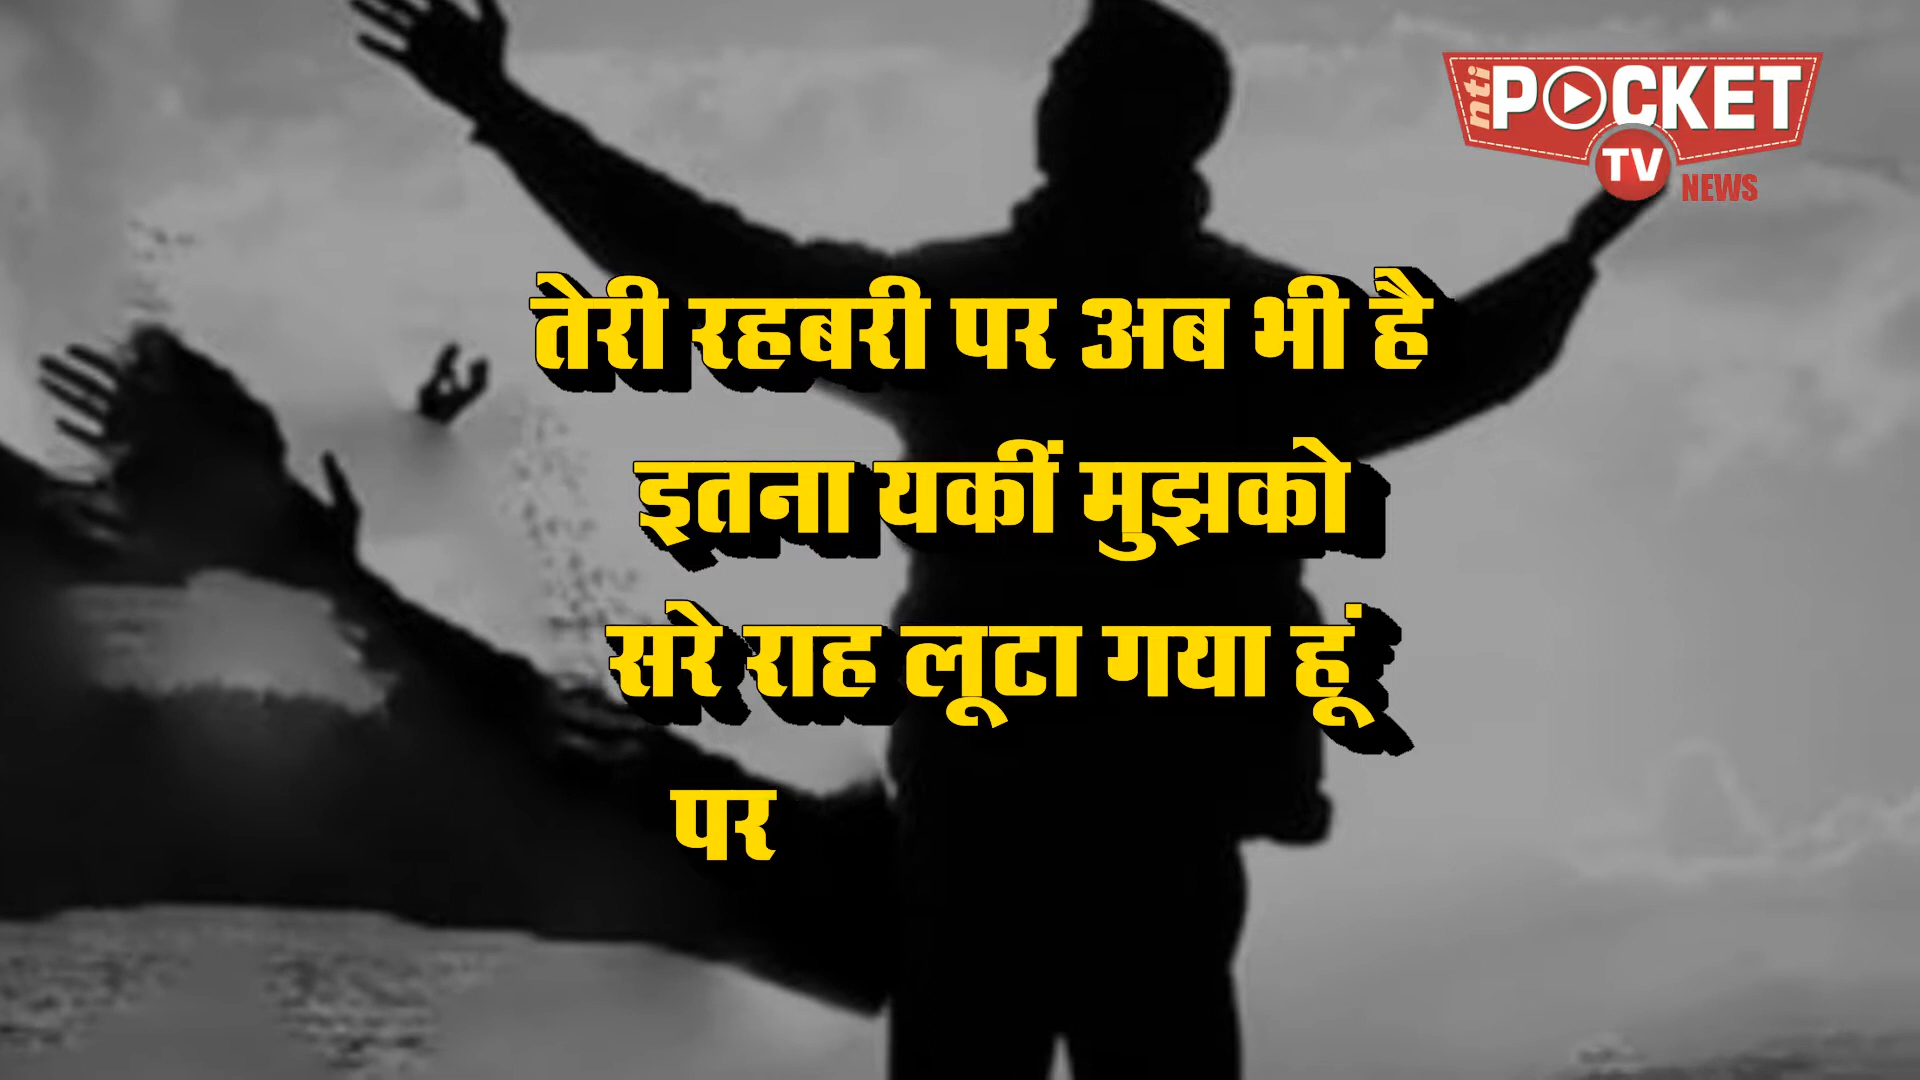 nti POCKET
TV
NEWS
तेरी रहबरी पर अब भी है
इतना यकीं मुझको
सरे राह लूटा गया हूं
पर